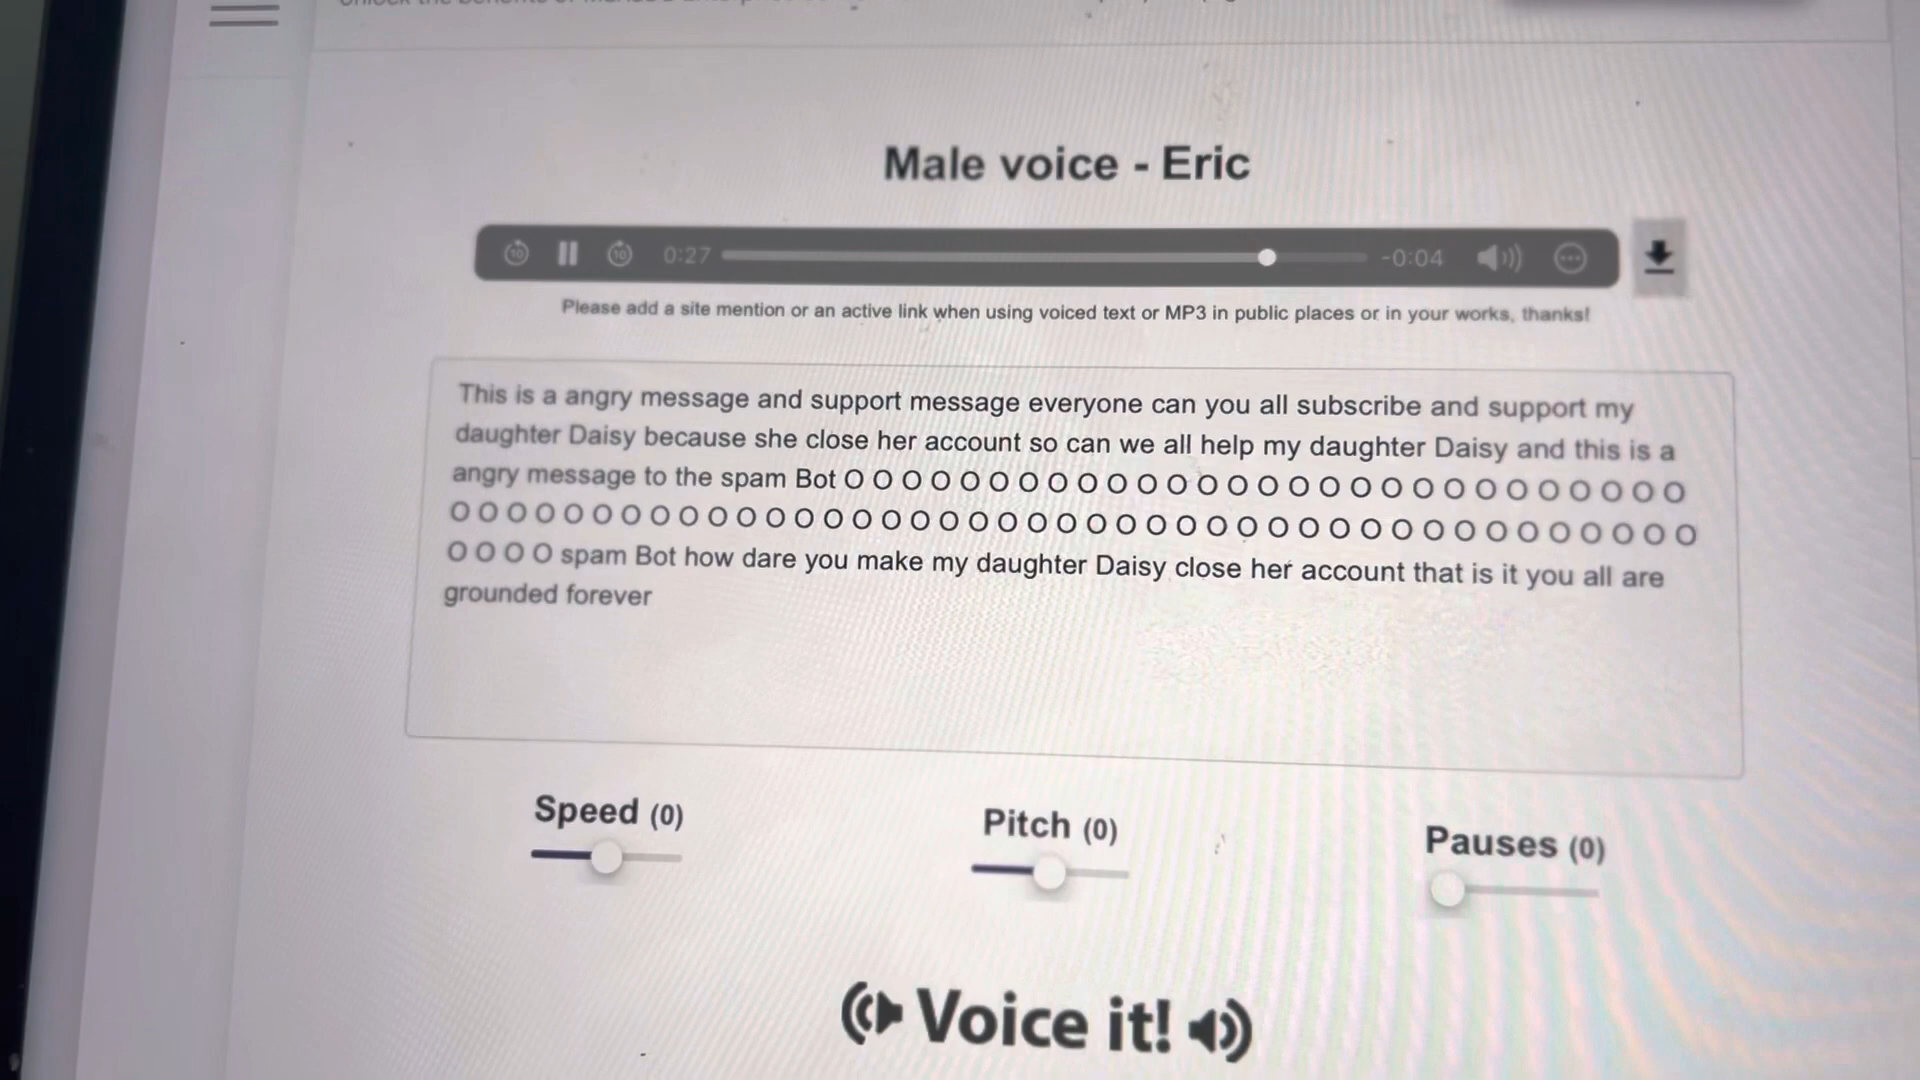 Male voice - Eric
10 10 0:27 -0:04
Please add a site mention or an active link when using voiced text or MP3 in public places or in your works, thanks!
This is a angry message and support message everyone can you all subscribe and support my
daughter Daisy because she close her account so can we all help my daughter Daisy and this is a
angry message to the spam Bot O O O O O O O O O O O O O O O O O O O O O O O O O O O O
O O O O O O O O O O O O O O O O O O O O O O O O O O O O O O O O O O O O O O O O O O
O O O O spam Bot how dare you make my daughter Daisy close her account that is it you all are
grounded forever
Speed (0)
Pitch (0)
Pauses (0)
Voice it!